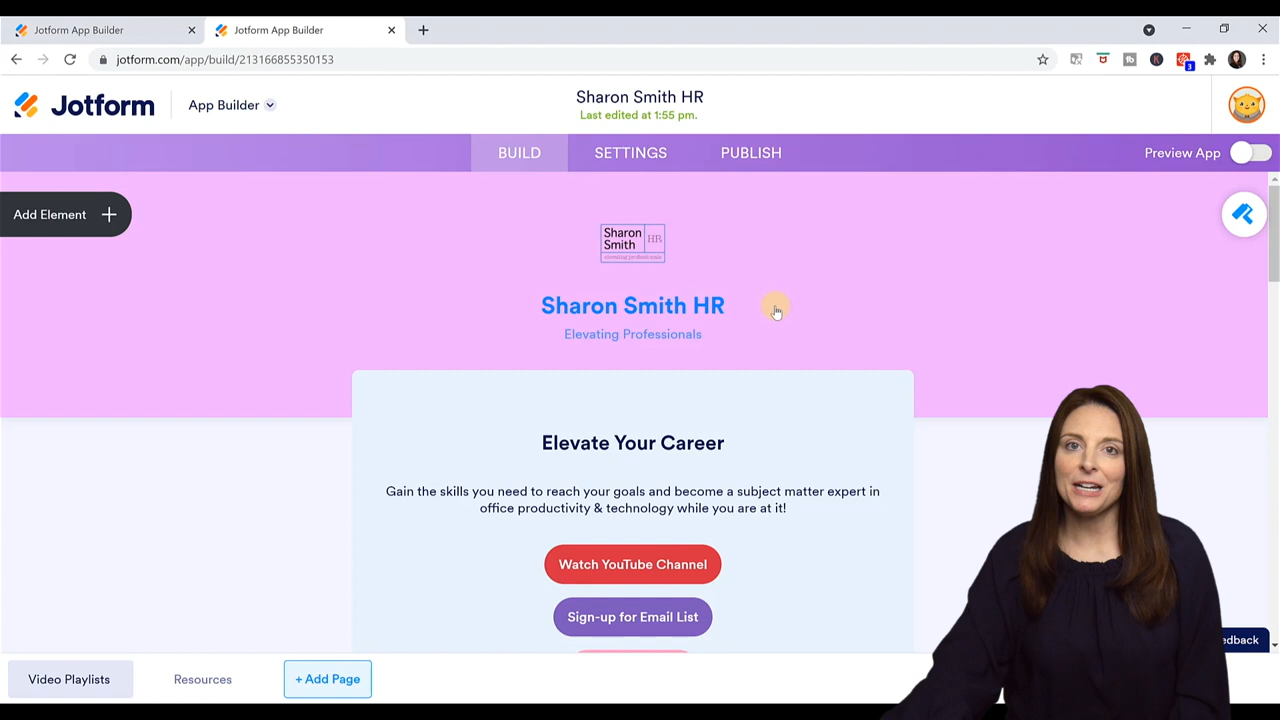 Jotform App Builder
Jotform App Builder
jotform.com/app/build/213166855350153
3
Jotform
App Builder
Sharon Smith HR
Last edited at 1:55 pm.
BUILD
SETTINGS
PUBLISH
Preview App
Add Element
Sharon
Smith
HR
elevating professionals
Sharon Smith HR
Elevating Professionals
Elevate Your Career
Gain the skills you need to reach your goals and become a subject matter expert in
office productivity & technology while you are at it!
Watch YouTube Channel
Sign-up for Email List
edback
Video Playlists
Resources
+ Add Page